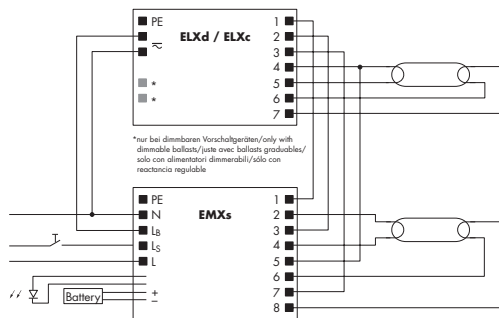 PE
ELXd / ELXc
*
*
1
2
3
4
5
6
7
*nur bei dimmbaren Vorschaltgeräten/only with
dimmable ballasts/juste avec ballasts graduables/
solo con alimentatori dimmerabili/sólo con
reactancia regulable
PE
N
LB
LS
L
+
–
EMXs
1
2
3
4
5
6
7
8
Battery